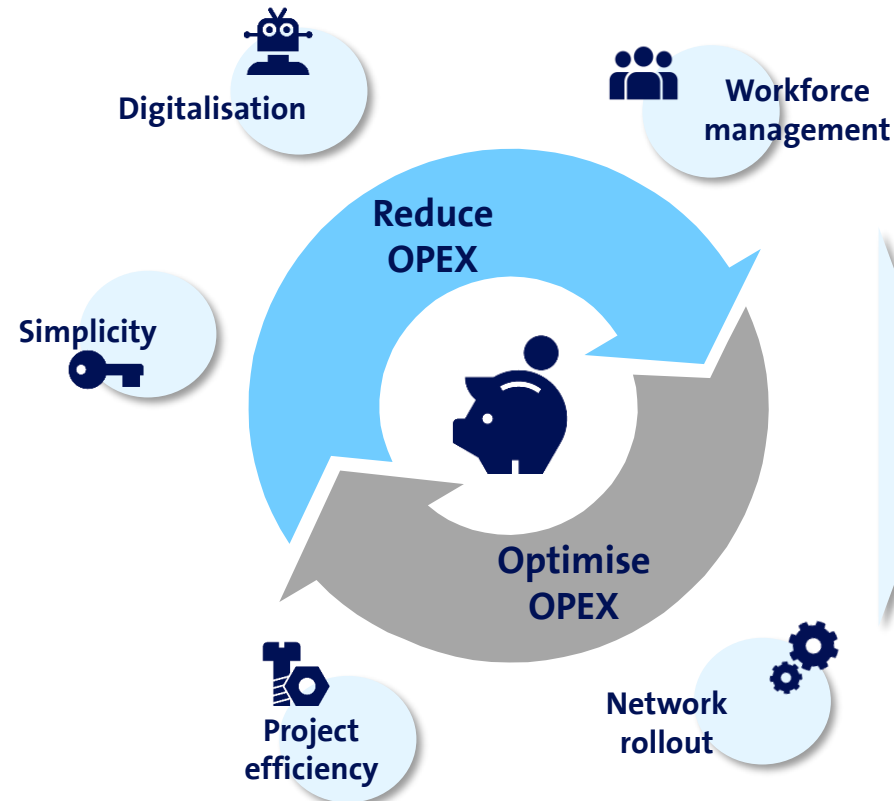 Digitalisation
Workforce
management
Reduce
OPEX
Simplicity
Optimise
OPEX
Project
efficiency
Network
rollout